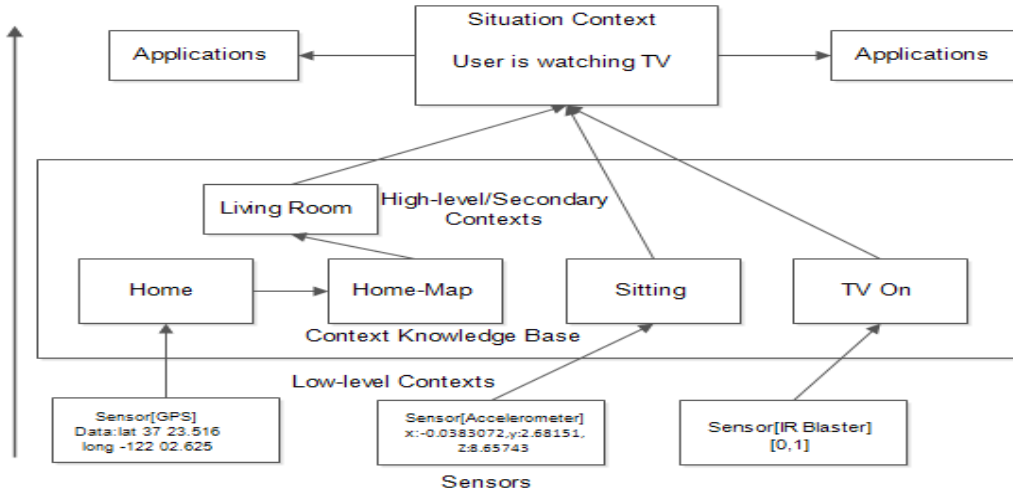 Situation Context
User is watching TV
Applications
Applications
Living Room
High-level/Secondary
Contexts
Home
Home-Map
Sitting
TV On
Context Knowledge Base
Low-level Contexts
Sensor[GPS]
Data:lat 37 23.516
long -122 02.625
Sensor[Accelerometer]
x:-0.0383072,y:2.68151,
Z:8.65743
Sensor[IR Blaster]
[0,1]
Sensors